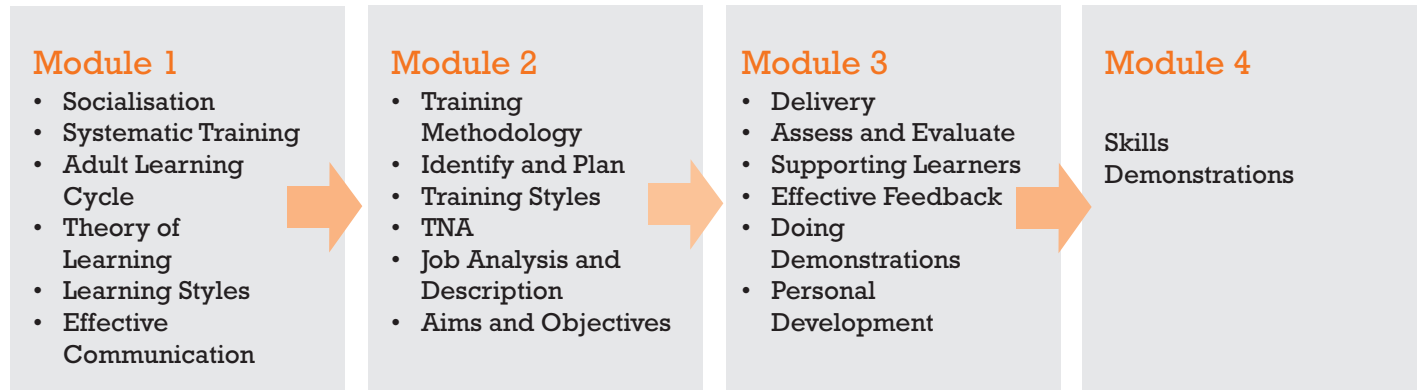 Module 1
• Socialisation
• Systematic Training
• Adult Learning
Cycle
• Theory of
Learning
• Learning Styles
• Effective
Communication
Module 2
• Training
Methodology
• Identify and Plan
• Training Styles
• TNA
• Job Analysis and
Description
• Aims and Objectives
Module 3
• Delivery
• Assess and Evaluate
• Supporting Learners
• Effective Feedback
• Doing
Demonstrations
• Personal
Development
Module 4
Skills
Demonstrations